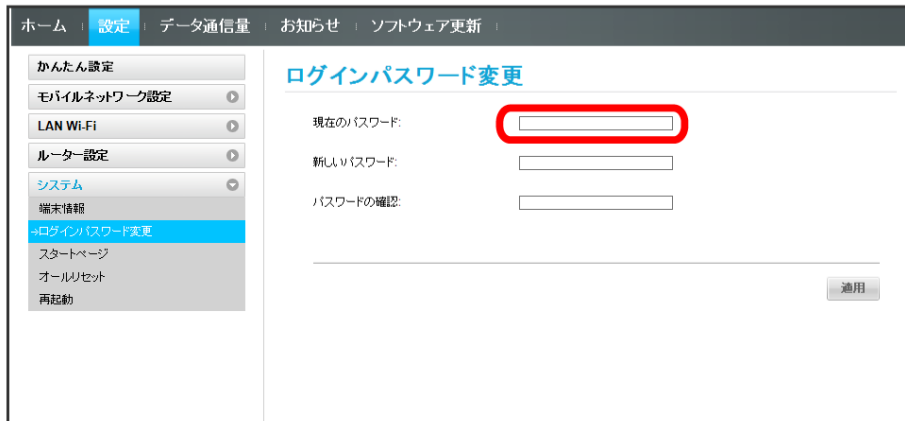 ホーム 設定 データ通信量 お知らせ ソフトウェア更新
かんたん設定
モバイルネットワーク設定
LAN Wi-Fi
ルーター設定
システム
端末情報
→ログインパスワード変更
スタートページ
オールリセット
再起動
ログインパスワード変更
現在のパスワード:
新しいパスワード:
パスワードの確認:
適用